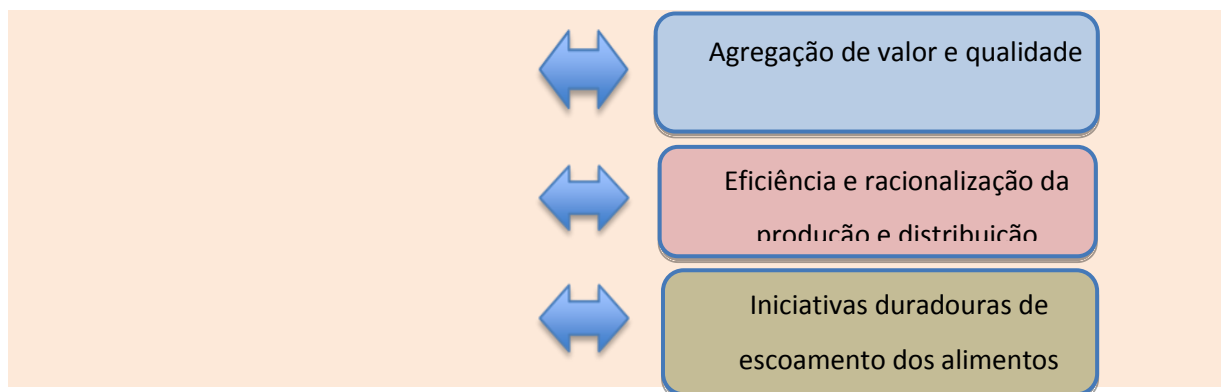 Agregação de valor e qualidade
Eficiência e racionalização da
produção e distribuição
Iniciativas duradouras de
escoamento dos alimentos